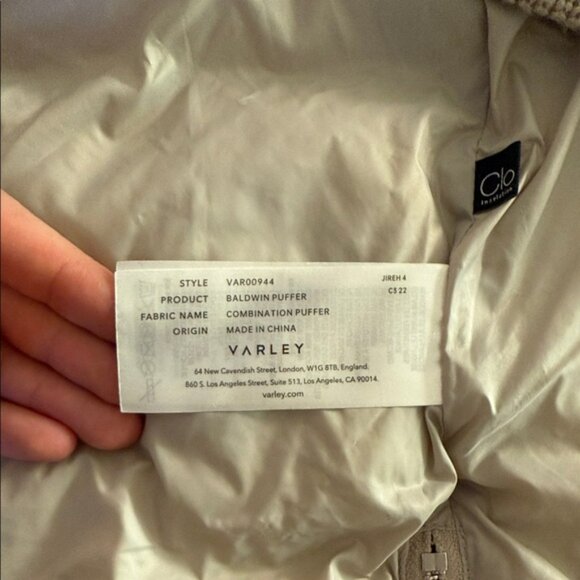 Clo
insulation
STYLE VAR00944 JIREH 4
PRODUCT BALDWIN PUFFER CS 22
FABRIC NAME COMBINATION PUFFER
ORIGIN MADE IN CHINA
VARLEY
64 New Cavendish Street, London, W1G 8TB, England.
860 S. Los Angeles Street, Suite 513, Los Angeles, CA 90014.
varley.com